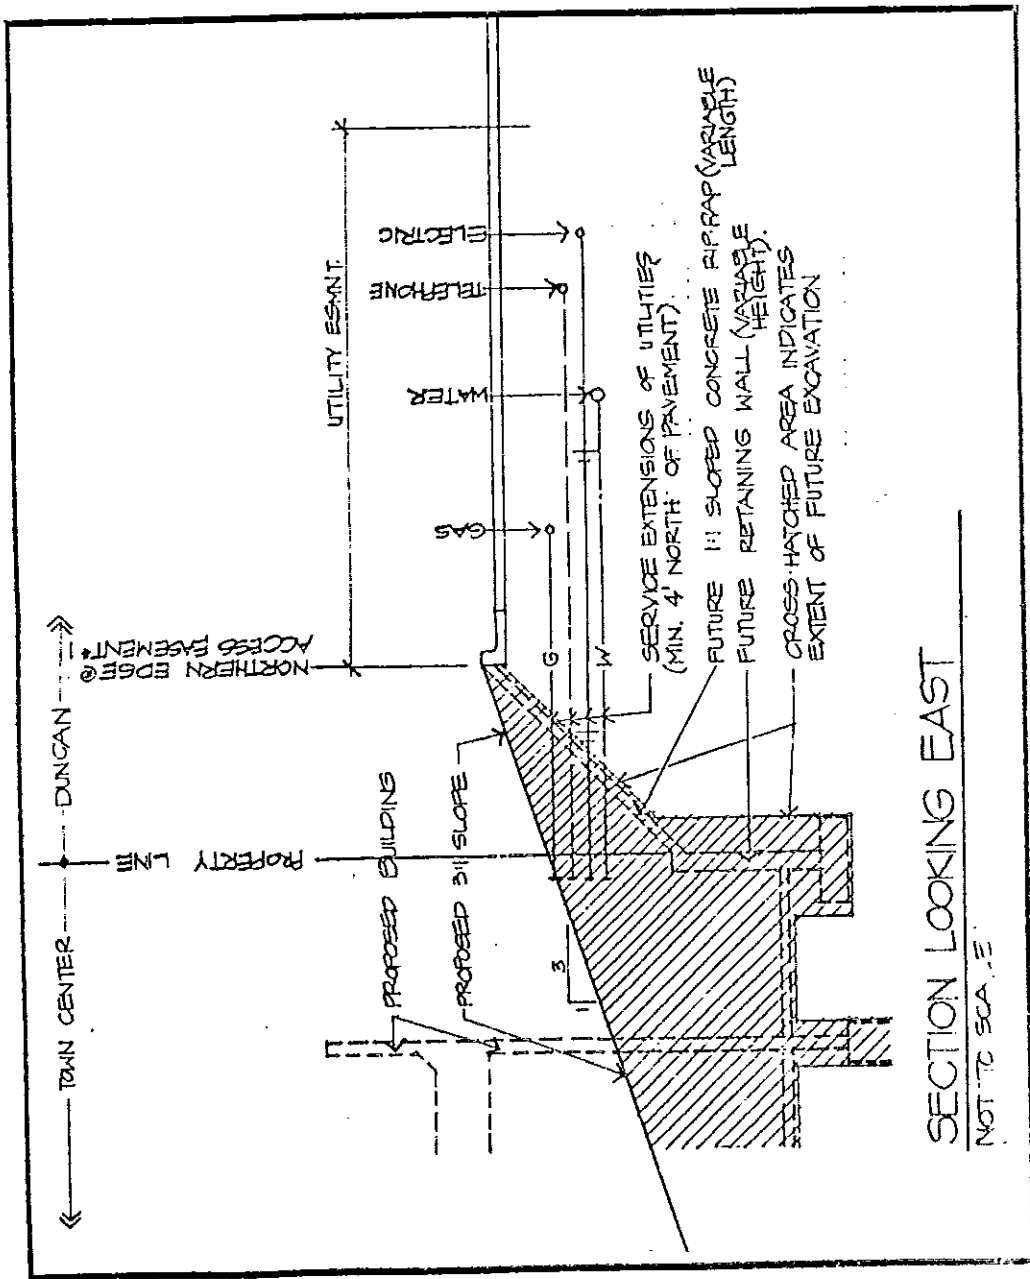 TOWN CENTER
DUNCAN
PROPERTY LINE
NORTHERN EDGE @
ACCESS EASEMENT*
UTILITY ESMNT.
PROPOSED BUILDING
PROPOSED 3:1 SLOPE
GAS
WATER
TELEPHONE
ELECTRIC
3
1
G
W
SERVICE EXTENSIONS OF UTILITIES
(MIN. 4' NORTH OF PAVEMENT).
FUTURE 1:1 SLOPED CONCRETE RIP-RAP (VARIABLE
LENGTH)
FUTURE RETAINING WALL (VARIABLE
HEIGHT).
CROSS-HATCHED AREA INDICATES
EXTENT OF FUTURE EXCAVATION
SECTION LOOKING EAST
NOT TO SCALE